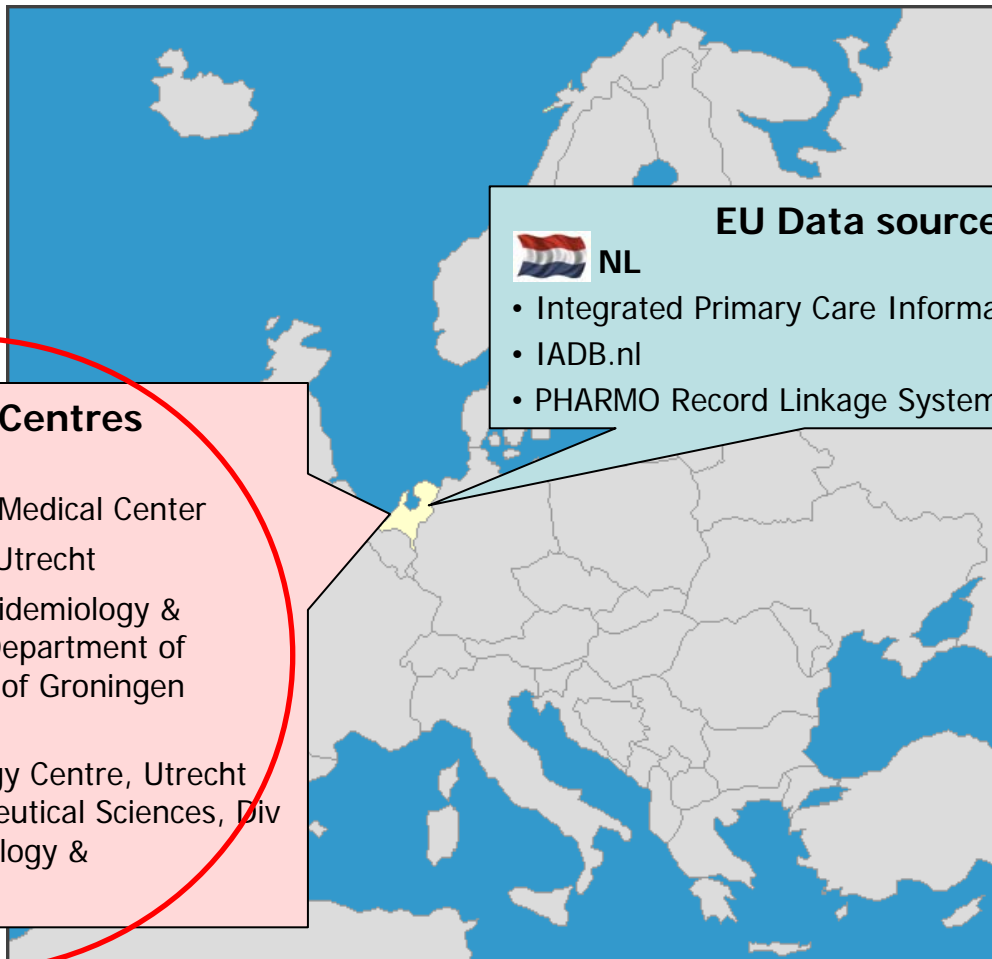 EU Data source
NL
• Integrated Primary Care Informa
• IADB.nl
• PHARMO Record Linkage System
Centres
Medical Center
Utrecht
idemiology &
epartment of
of Groningen
gy Centre, Utrecht
eutical Sciences, Div
logy &